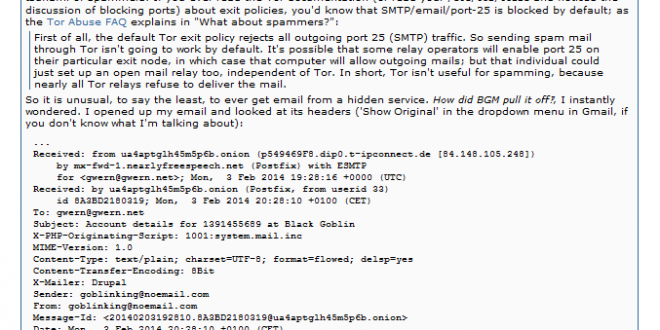 discussion of blocking ports) about exit policies, you'd know that SMTP/email/port-25 is blocked by default; as
the Tor Abuse FAQ explains in "What about spammers?":
First of all, the default Tor exit policy rejects all outgoing port 25 (SMTP) traffic. So sending spam mail
through Tor isn't going to work by default. It's possible that some relay operators will enable port 25 on
their particular exit node, in which case that computer will allow outgoing mails; but that individual could
just set up an open mail relay too, independent of Tor. In short, Tor isn't useful for spamming, because
nearly all Tor relays refuse to deliver the mail.
So it is unusual, to say the least, to ever get email from a hidden service. How did BGM pull it off?, I instantly
wondered. I opened up my email and looked at its headers ('Show Original' in the dropdown menu in Gmail, if
you don't know what I'm talking about):
...
Received: from ua4aptglh45m5p6b.onion (p549469F8.dip0.t-ipconnect.de [84.148.105.248])
by mx-fwd-1.nearlyfreespeech.net (Postfix) with ESMTP
for <gwern@gwern.net>; Mon, 3 Feb 2014 19:28:16 +0000 (UTC)
Received: by ua4aptglh45m5p6b.onion (Postfix, from userid 33)
id 8A3BD2180319; Mon, 3 Feb 2014 20:28:10 +0100 (CET)
To: gwern@gwern.net
Subject: Account details for 1391455689 at Black Goblin
X-PHP-Originating-Script: 1001:system.mail.inc
MIME-Version: 1.0
Content-Type: text/plain; charset=UTF-8; format=flowed; delsp=yes
Content-Transfer-Encoding: 8Bit
X-Mailer: Drupal
Sender: goblinking@noemail.com
From: goblinking@noemail.com
Message-Id: <20140203192810.8A3BD2180319@ua4aptglh45m5p6b.onion>
Date: Mon, 3 Feb 2014 20:28:10 +0100 (CET)